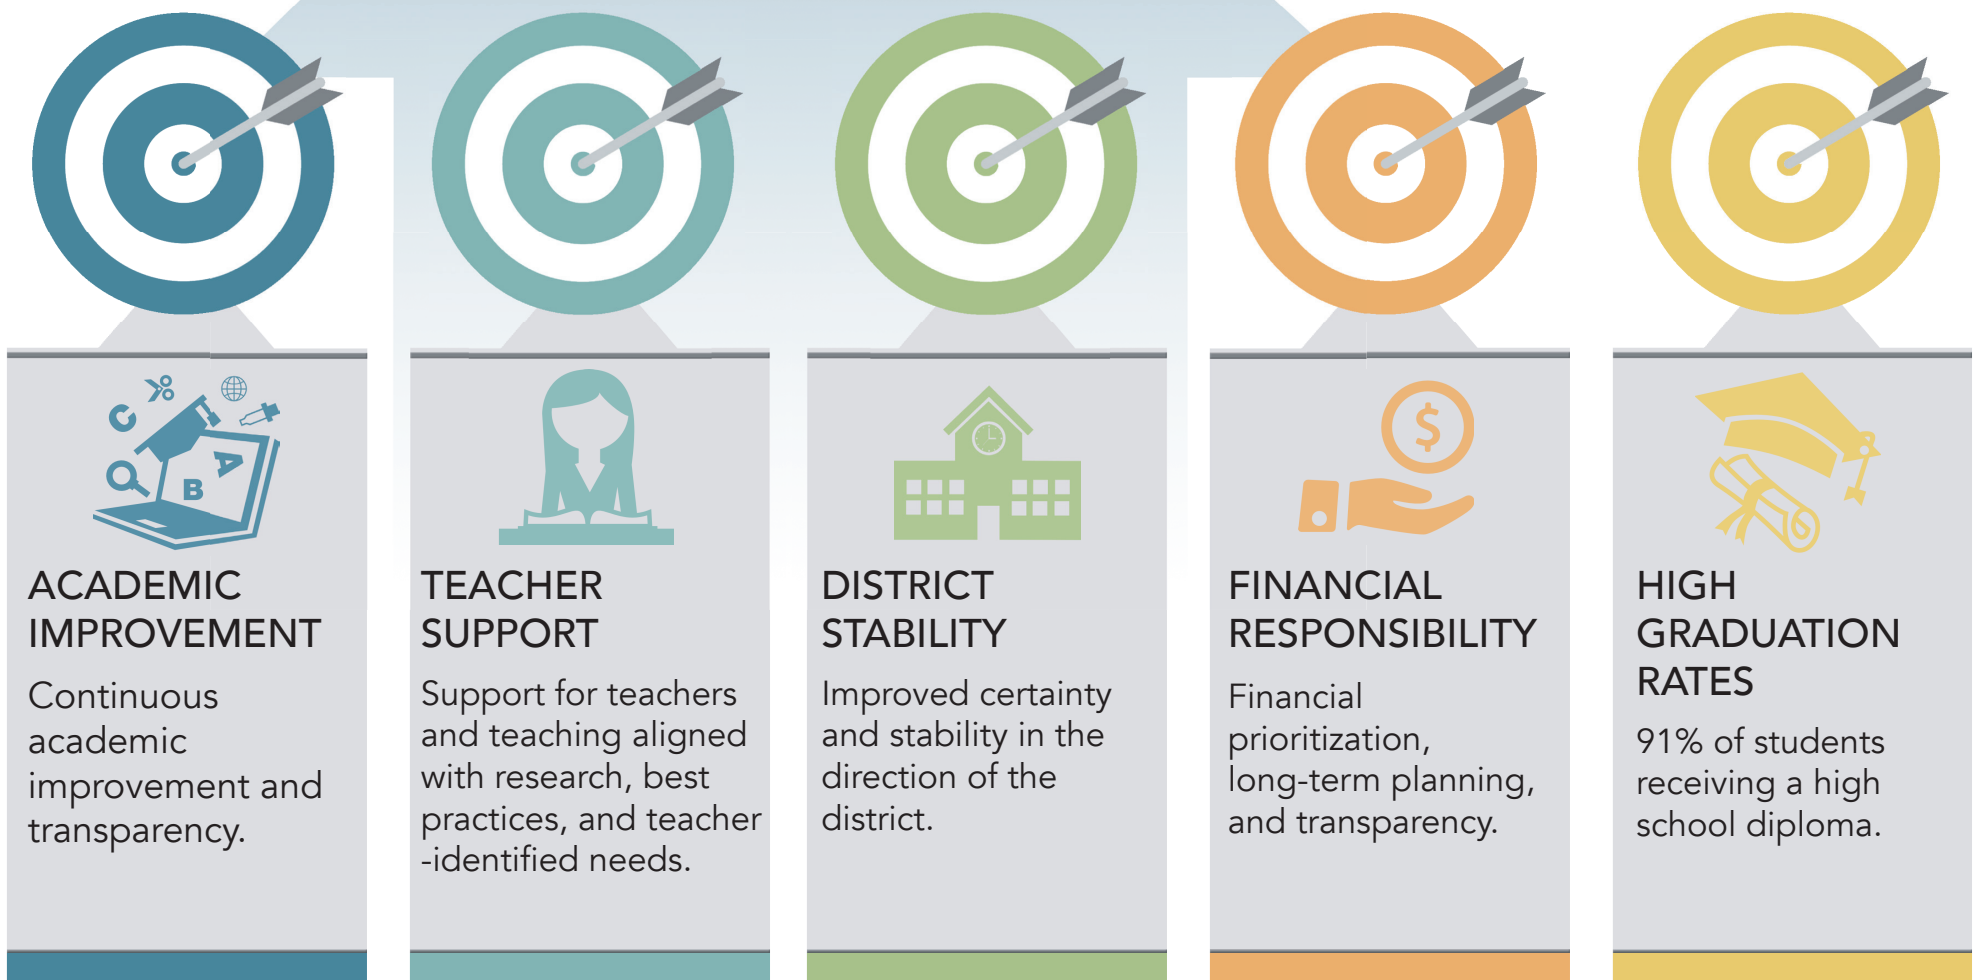 C
A
B
$
ACADEMIC
IMPROVEMENT
Continuous
academic
improvement and
transparency.
TEACHER
SUPPORT
Support for teachers
and teaching aligned
with research, best
practices, and teacher
-identified needs.
DISTRICT
STABILITY
Improved certainty
and stability in the
direction of the
district.
FINANCIAL
RESPONSIBILITY
Financial
prioritization,
long-term planning,
and transparency.
HIGH
GRADUATION
RATES
91% of students
receiving a high
school diploma.